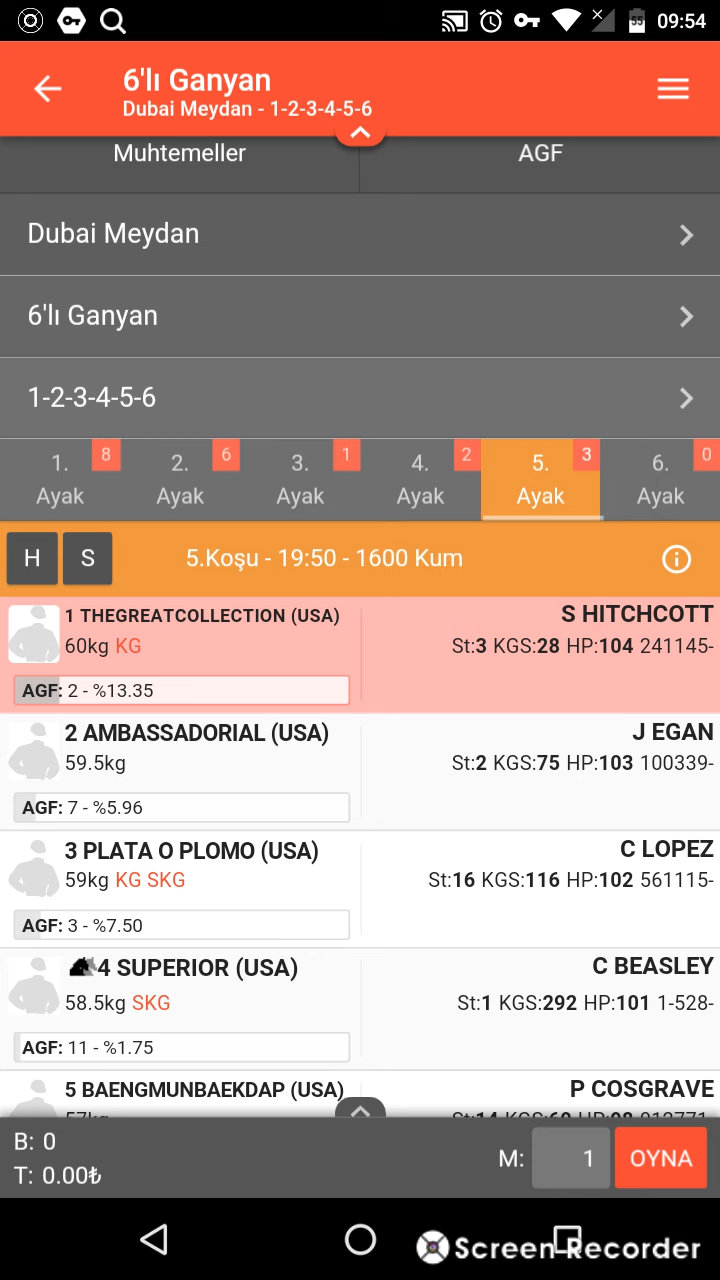 55 09:54
6'lı Ganyan
Dubai Meydan - 1-2-3-4-5-6
Muhtemeller AGF
Dubai Meydan
6'lı Ganyan
1-2-3-4-5-6
1. Ayak 8
2. Ayak 6
3. Ayak 1
4. Ayak 2
5. Ayak 3
6. Ayak 0
H S 5.Koşu - 19:50 - 1600 Kum
1 THEGREATCOLLECTION (USA) S HITCHCOTT
60kg KG St:3 KGS:28 HP:104 241145-
AGF: 2 - %13.35
2 AMBASSADORIAL (USA) J EGAN
59.5kg St:2 KGS:75 HP:103 100339-
AGF: 7 - %5.96
3 PLATA O PLOMO (USA) C LOPEZ
59kg KG SKG St:16 KGS:116 HP:102 561115-
AGF: 3 - %7.50
4 SUPERIOR (USA) C BEASLEY
58.5kg SKG St:1 KGS:292 HP:101 1-528-
AGF: 11 - %1.75
5 BAENGMUNBAEKDAP (USA) P COSGRAVE
B: 0
T: 0.00₺
M: 1 OYNA
Screen Recorder